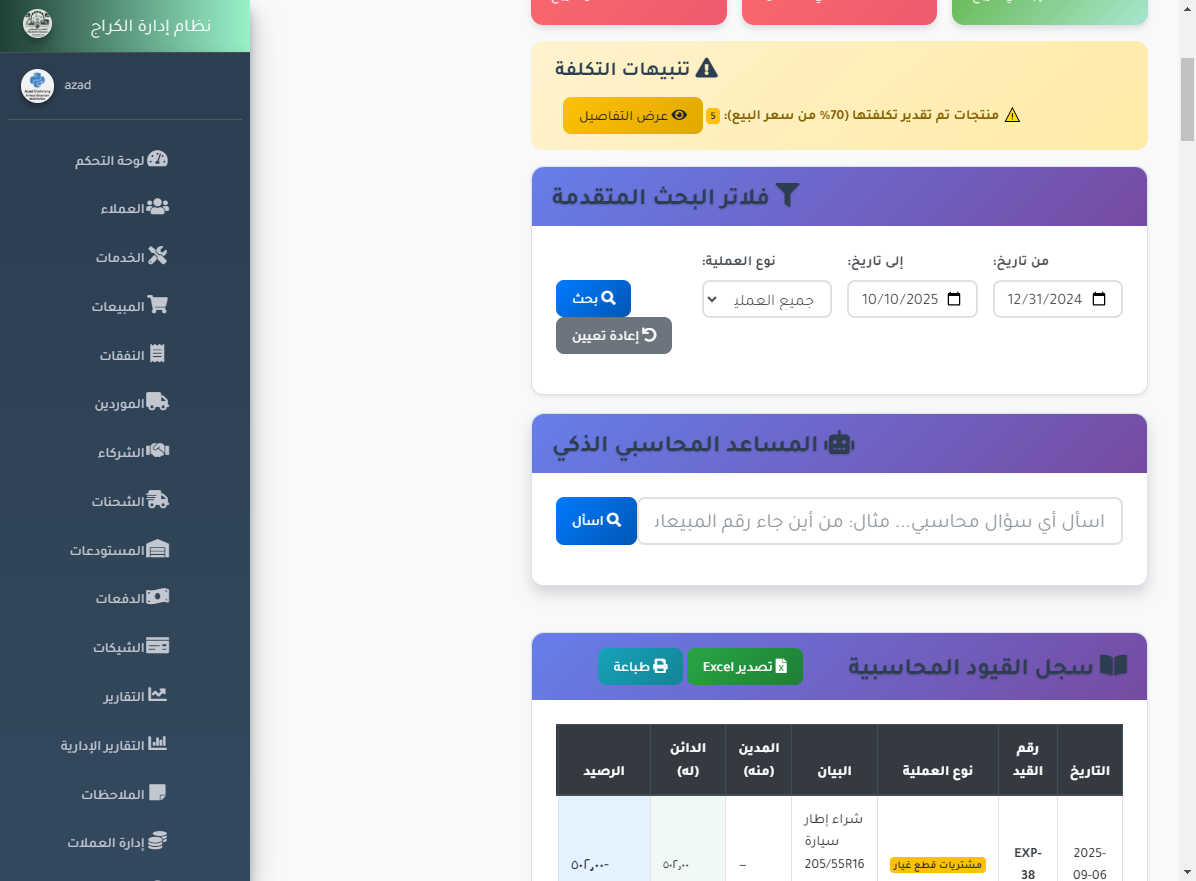 نظام إدارة الكراج
azad
لوحة التحكم
العملاء
الخدمات
المبيعات
النفقات
الموردين
الشركاء
الشحنات
المستودعات
الدفعات
الشيكات
التقارير
التقارير الإدارية
الملاحظات
إدارة العملات
تنبيهات التكلفة
منتجات تم تقدير تكلفتها (70% من سعر البيع): 5 عرض التفاصيل
فلاتر البحث المتقدمة
من تاريخ: إلى تاريخ: نوع العملية:
12/31/2024 10/10/2025 جميع العمليـ بحث
إعادة تعيين
المساعد المحاسبي الذكي
اسأل أي سؤال محاسبي... مثال: من أين جاء رقم المبيعات اسأل
سجل القيود المحاسبية تصدير Excel طباعة
التاريخ رقم القيد نوع العملية البيان المدين (منه) الدائن (له) الرصيد
2025-09-06 EXP-38 مشتريات قطع غيار شراء إطار سيارة 205/55R16 – ٥٠٢,٠٠ -٥٠٢,٠٠